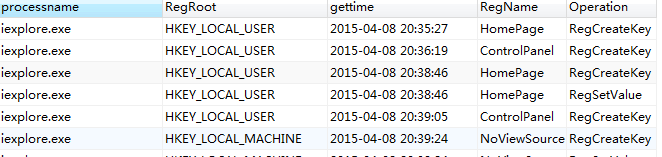 processname RegRoot gettime RegName Operation
iexplore.exe HKEY_LOCAL_USER 2015-04-08 20:35:27 HomePage RegCreateKey
iexplore.exe HKEY_LOCAL_USER 2015-04-08 20:36:19 ControlPanel RegCreateKey
iexplore.exe HKEY_LOCAL_USER 2015-04-08 20:38:46 HomePage RegCreateKey
iexplore.exe HKEY_LOCAL_USER 2015-04-08 20:38:46 HomePage RegSetValue
iexplore.exe HKEY_LOCAL_USER 2015-04-08 20:39:05 ControlPanel RegCreateKey
iexplore.exe HKEY_LOCAL_MACHINE 2015-04-08 20:39:24 NoViewSource RegCreateKey